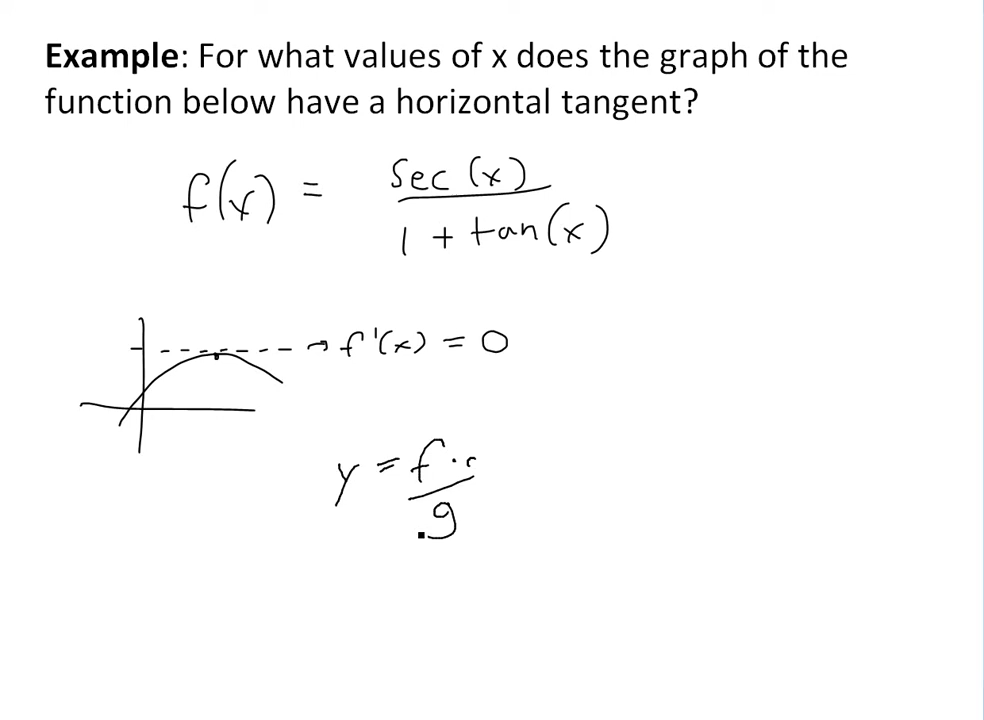 Example: For what values of x does the graph of the
function below have a horizontal tangent?
f(x) = sec(x) / 1 + tan(x)
→ f'(x) = 0
y = f / g